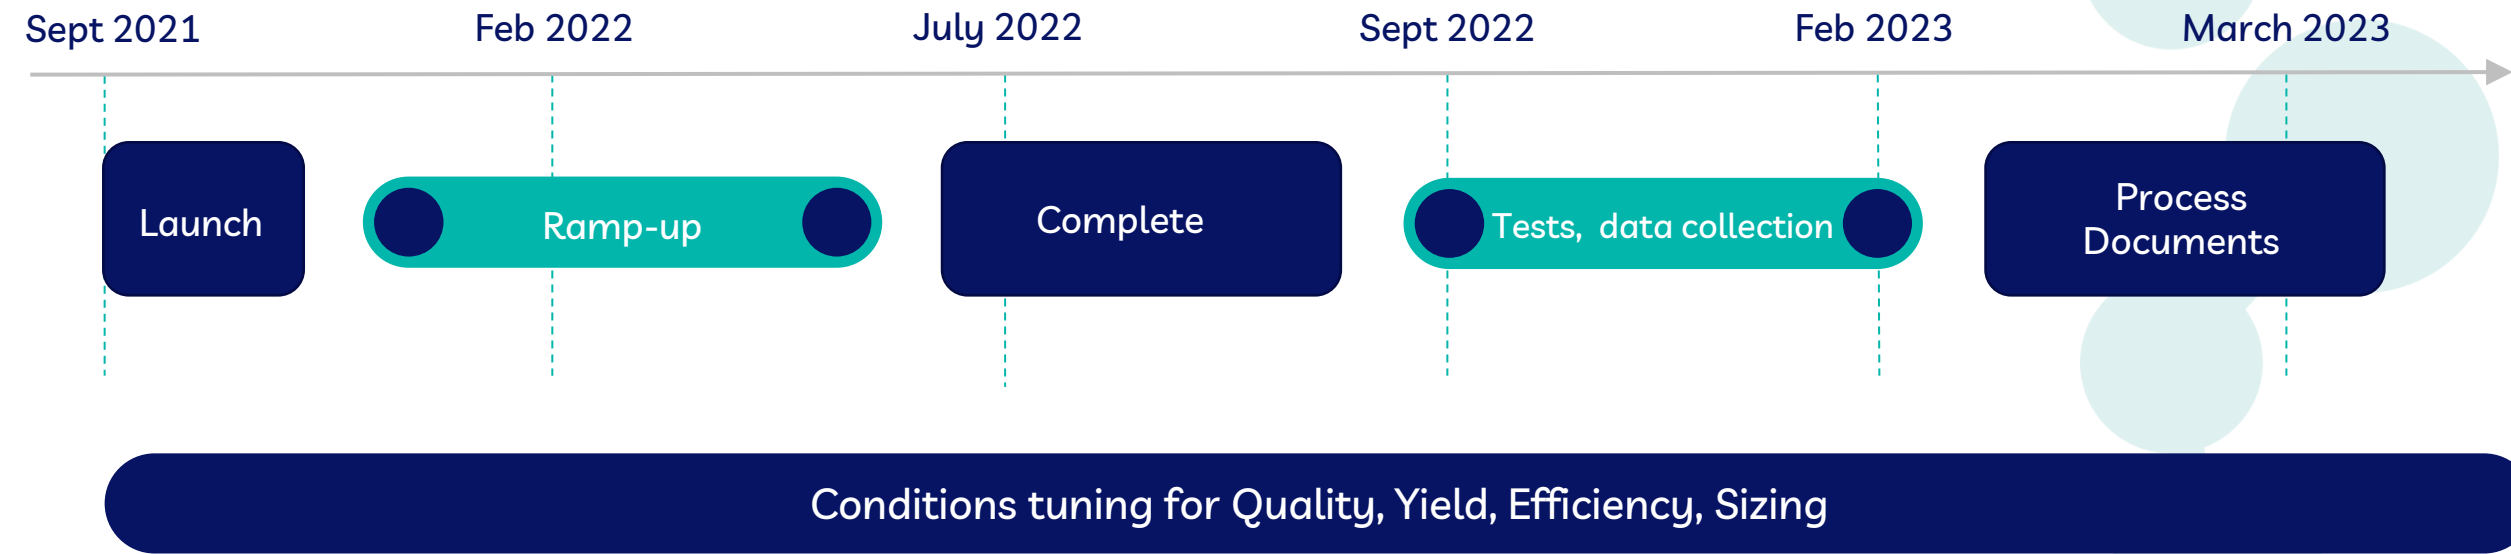 Sept 2021
Feb 2022
July 2022
Sept 2022
Feb 2023
March 2023
Launch
Ramp-up
Complete
Tests, data collection
Process
Documents
Conditions tuning for Quality, Yield, Efficiency, Sizing